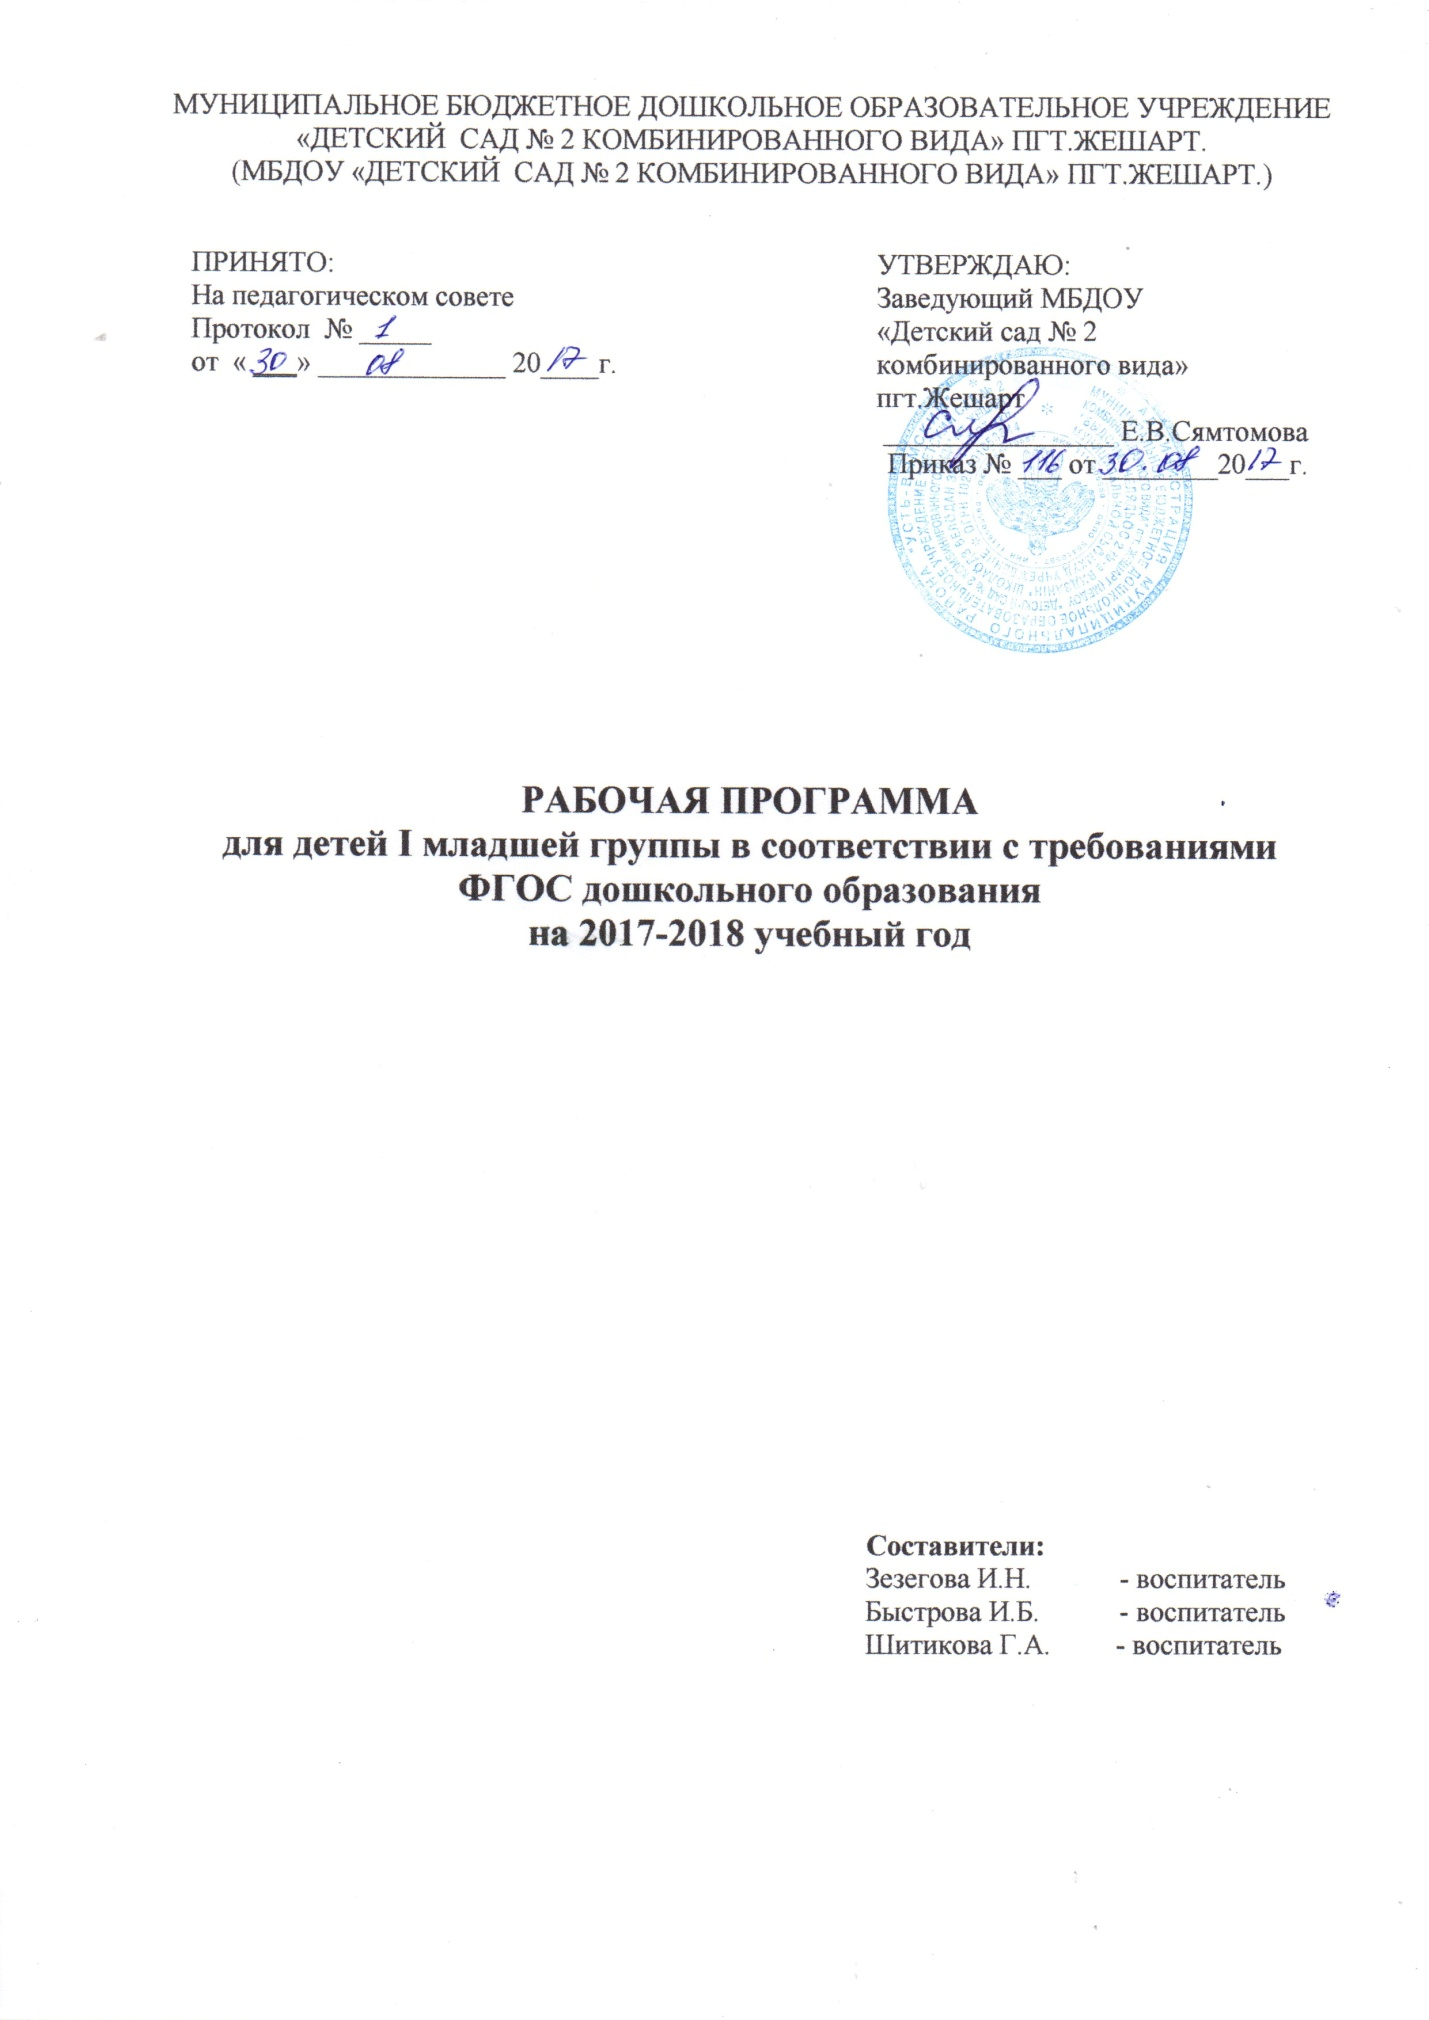 МУНИЦИПАЛЬНОЕ БЮДЖЕТНОЕ ДОШКОЛЬНОЕ ОБРАЗОВАТЕЛЬНОЕ УЧРЕЖДЕНИЕ
«ДЕТСКИЙ САД № 2 КОМБИНИРОВАННОГО ВИДА» ПГТ.ЖЕШАРТ.
(МБДОУ «ДЕТСКИЙ САД № 2 КОМБИНИРОВАННОГО ВИДА» ПГТ.ЖЕШАРТ.)
ПРИНЯТО:
На педагогическом совете
Протокол № 1
от «30» 08 2017г.
УТВЕРЖДАЮ:
Заведующий МБДОУ
«Детский сад № 2
комбинированного вида»
пгт.Жешарт
Е.В.Сямтомова
Приказ № 116 от 30.08 2017г.
РАБОЧАЯ ПРОГРАММА
для детей I младшей группы в соответствии с требованиями
ФГОС дошкольного образования
на 2017-2018 учебный год
Составители:
Зезегова И.Н. - воспитатель
Быстрова И.Б. - воспитатель
Шитикова Г.А. - воспитатель